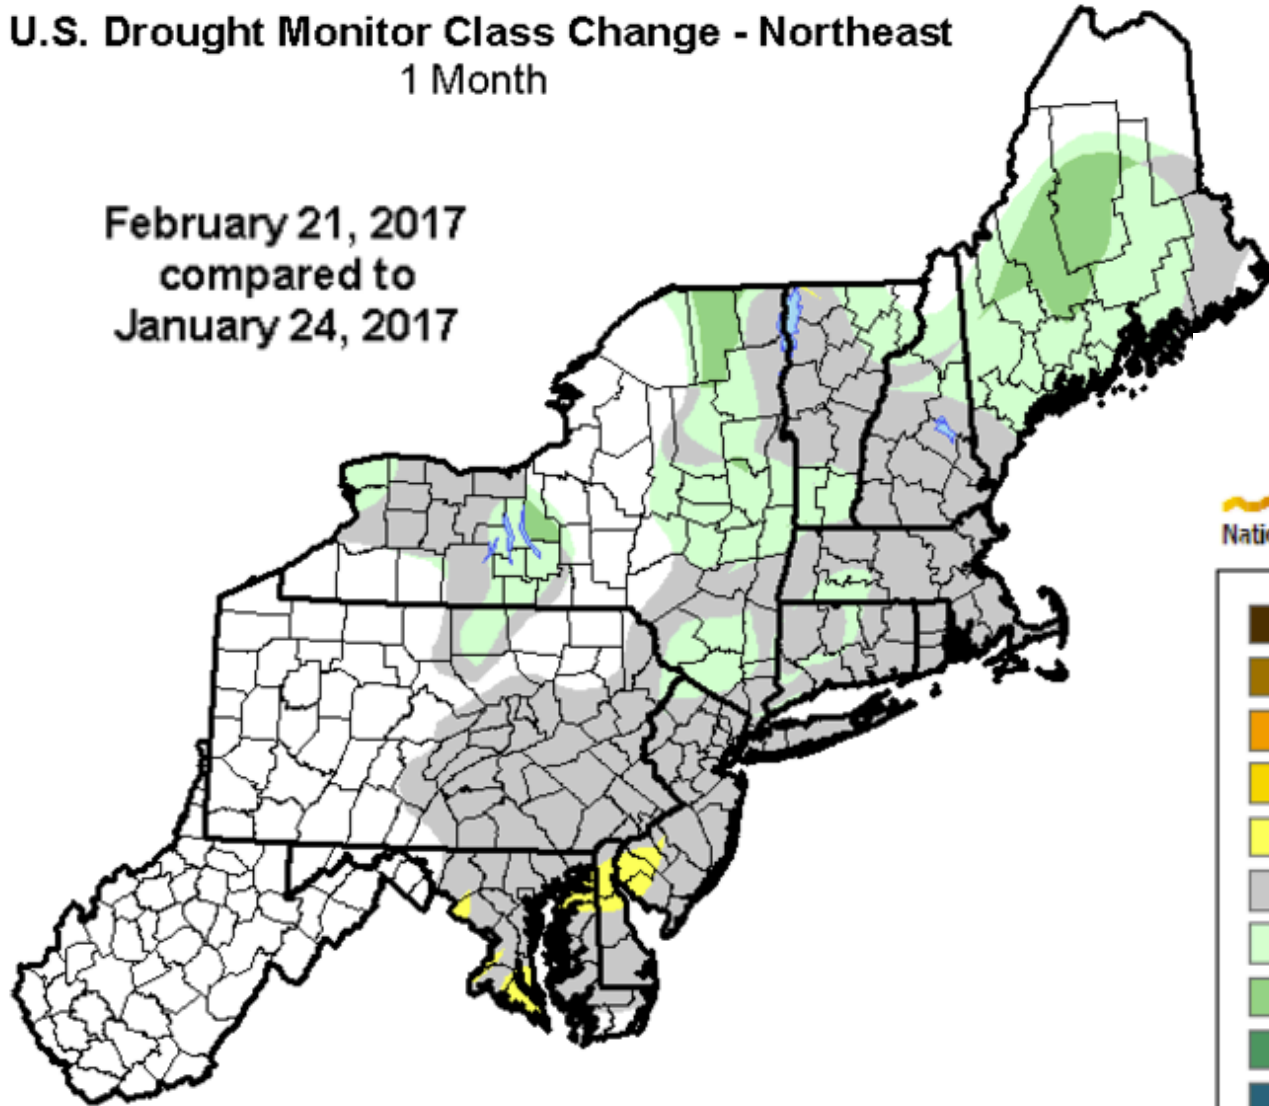 U.S. Drought Monitor Class Change - Northeast
1 Month
February 21, 2017
compared to
January 24, 2017